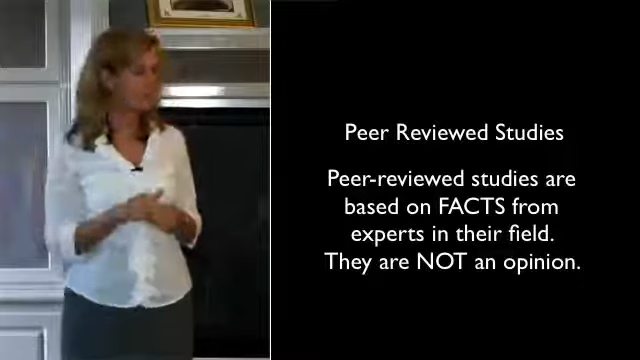 Peer Reviewed Studies
Peer-reviewed studies are
based on FACTS from
experts in their field.
They are NOT an opinion.